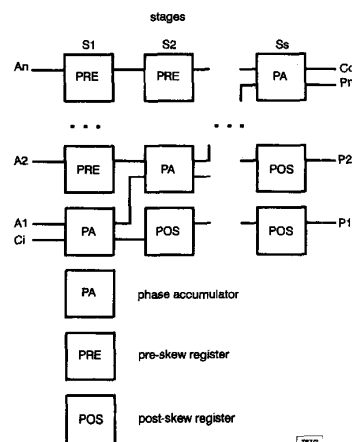 stages
S1 S2 Ss
An PRE PRE PA Co
Pn
... ...
A2 PRE PA POS P2
A1 PA POS POS P1
Ci
PA phase accumulator
PRE pre-skew register
POS post-skew register